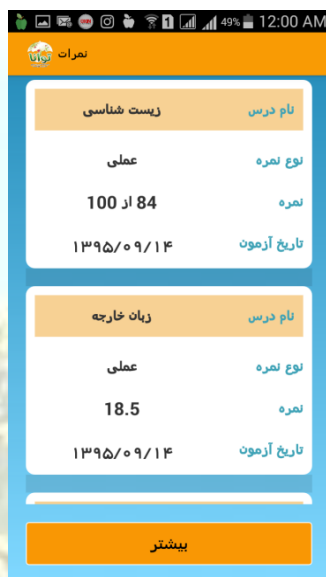 49% 12:00 AM
نمرات
توانا
نام درس زیست شناسی
نوع نمره عملی
نمره 84 از 100
تاریخ آزمون ۱۳۹۵/۰۹/۱۴
نام درس زبان خارجه
نوع نمره عملی
نمره 18.5
تاریخ آزمون ۱۳۹۵/۰۹/۱۴
بیشتر